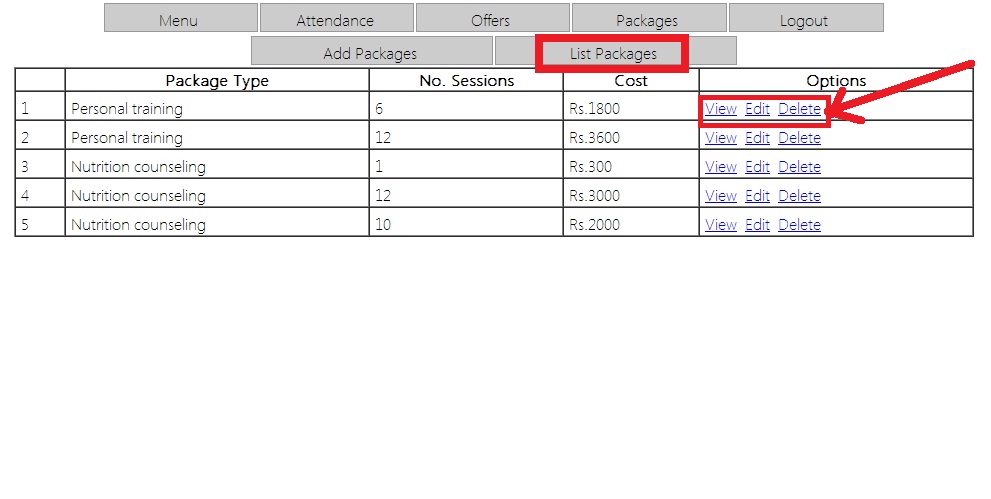 Menu Attendance Offers Packages Logout
Add Packages List Packages
Package Type No. Sessions Cost Options
1 Personal training 6 Rs.1800 View Edit Delete
2 Personal training 12 Rs.3600 View Edit Delete
3 Nutrition counseling 1 Rs.300 View Edit Delete
4 Nutrition counseling 12 Rs.3000 View Edit Delete
5 Nutrition counseling 10 Rs.2000 View Edit Delete